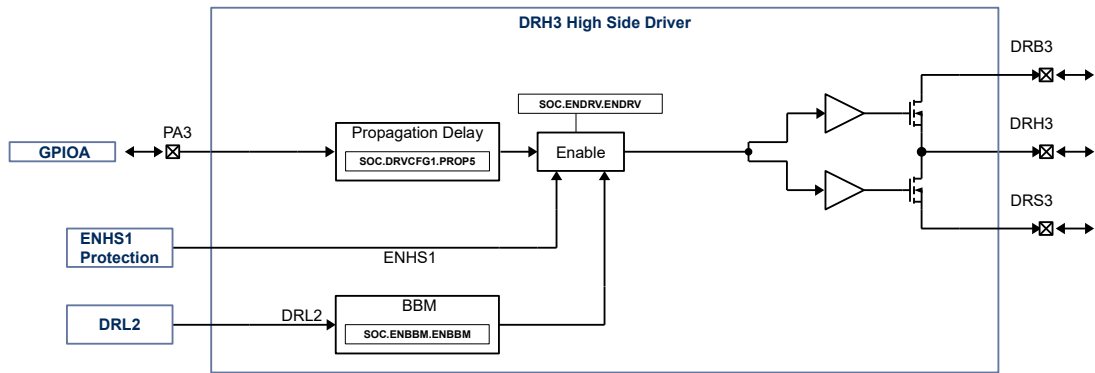 DRH3 High Side Driver
DRB3
SOC.ENDRV.ENDRV
PA3
Propagation Delay
DRH3
GPIOA
SOC.DRVCFG1.PROP5
Enable
DRS3
ENHS1
Protection
ENHS1
BBM
DRL2
DRL2
SOC.ENBBM.ENBBM